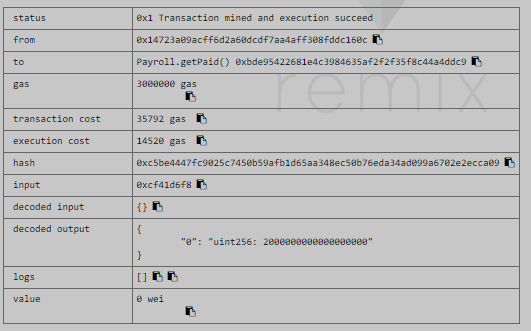 status 0x1 Transaction mined and execution succeed
from 0x14723a09acff6d2a60dcdf7aa4aff308fddc160c
to Payroll.getPaid() 0xbde95422681e4c3984635af2f2f35f8c44a4ddc9
gas 3000000 gas
transaction cost 35792 gas
execution cost 14520 gas
hash 0xc5be4447fc9025c7450b59afb1d65aa348ec50b76eda34ad099a6702e2ecca09
input 0xcf41d6f8
decoded input {}
decoded output {
"0": "uint256: 2000000000000000000"
}
logs []
value 0 wei
remix